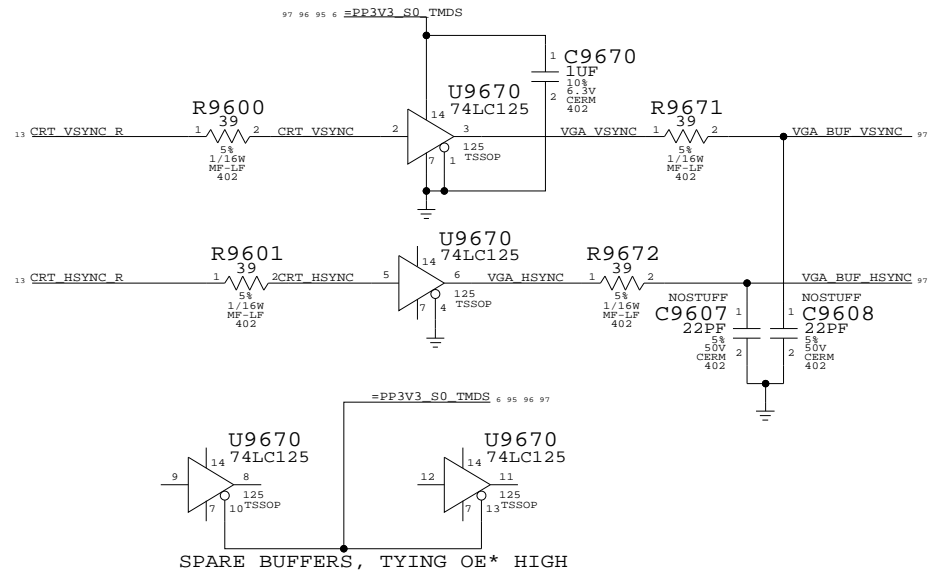 97 96 95 6 =PP3V3_S0_TMDS
1 C9670
1UF
10%
6.3V
2 CERM
402
U9670
74LC125
R9600
39
R9671
39
14
13 CRT_VSYNC_R 1 2 CRT_VSYNC 2 3 VGA_VSYNC 1 2 VGA_BUF_VSYNC 97
5%
1/16W
MF-LF
402
7 1 125
TSSOP
5%
1/16W
MF-LF
402
U9670
74LC125
R9601
39
R9672
39
14
13 CRT_HSYNC_R 1 2 CRT_HSYNC 5 6 VGA_HSYNC 1 2 VGA_BUF_HSYNC 97
5%
1/16W
MF-LF
402
7 4 125
TSSOP
5%
1/16W
MF-LF
402
NOSTUFF
C9607 1
22PF
5%
50V
CERM 2
402
NOSTUFF
1 C9608
22PF
5%
50V
2 CERM
402
=PP3V3_S0_TMDS 6 95 96 97
U9670
74LC125
14
9 8
7 10 125
TSSOP
U9670
74LC125
14
12 11
7 13 125
TSSOP
SPARE BUFFERS, TYING OE* HIGH